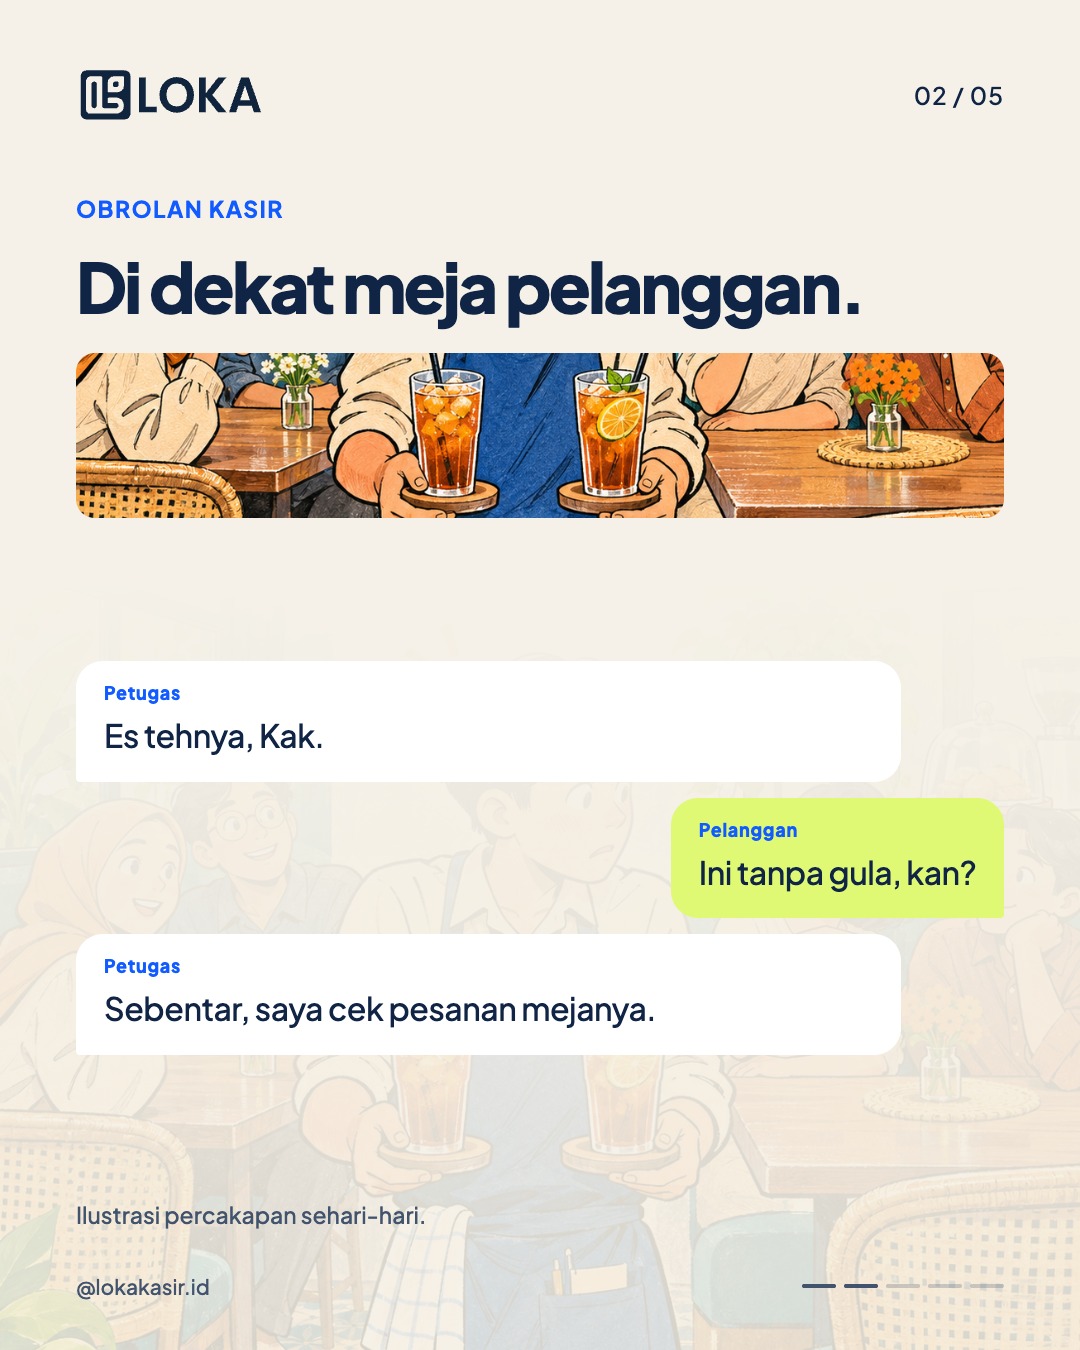 LOKA
02 / 05
OBROLAN KASIR
Di dekat meja pelanggan.
Petugas
Es tehnya, Kak.
Pelanggan
Ini tanpa gula, kan?
Petugas
Sebentar, saya cek pesanan mejanya.
Ilustrasi percakapan sehari-hari.
@lokakasir.id